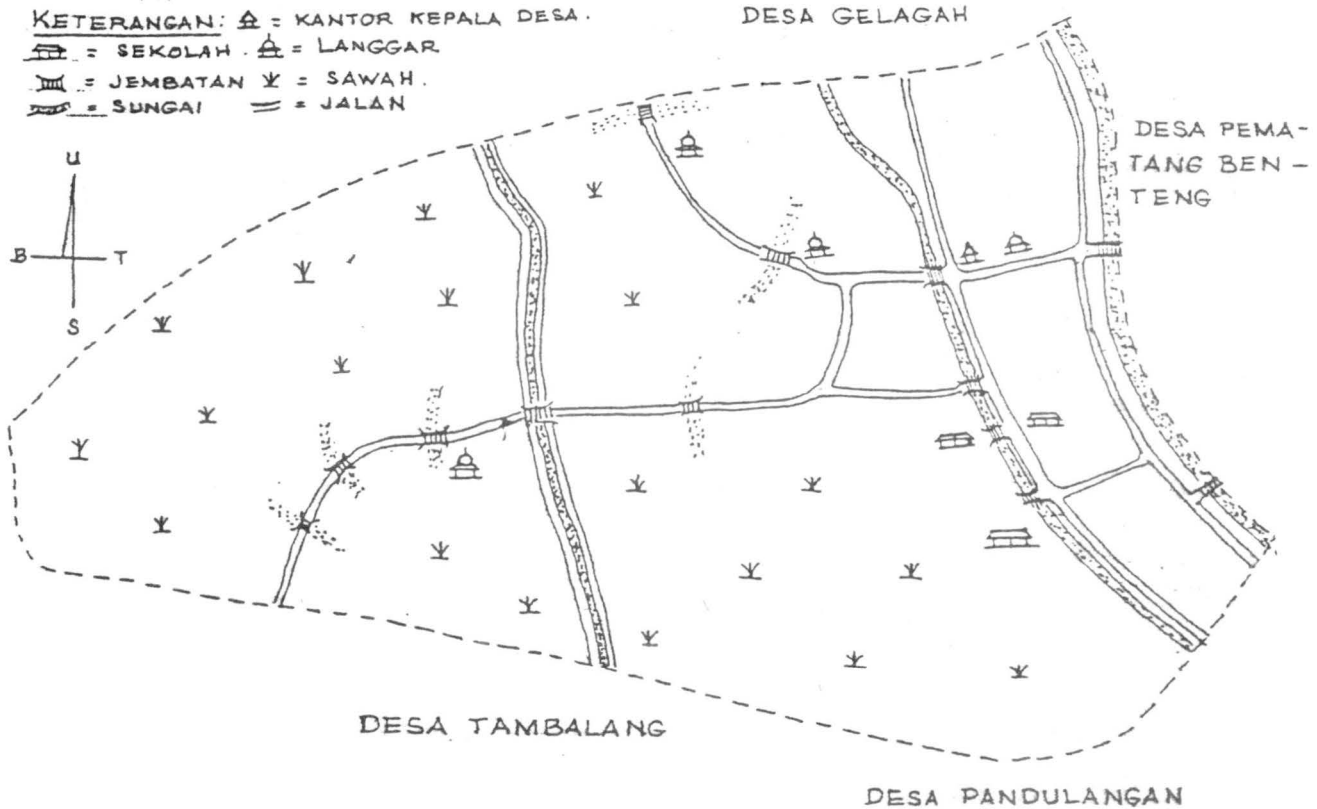 KETERANGAN: = KANTOR KEPALA DESA.
= SEKOLAH. = LANGGAR
= JEMBATAN = SAWAH.
= SUNGAI = JALAN
DESA GELAGAH
DESA PEMA-
TANG BEN-
TENG
U
B T
S
DESA TAMBALANG
DESA PANDULANGAN